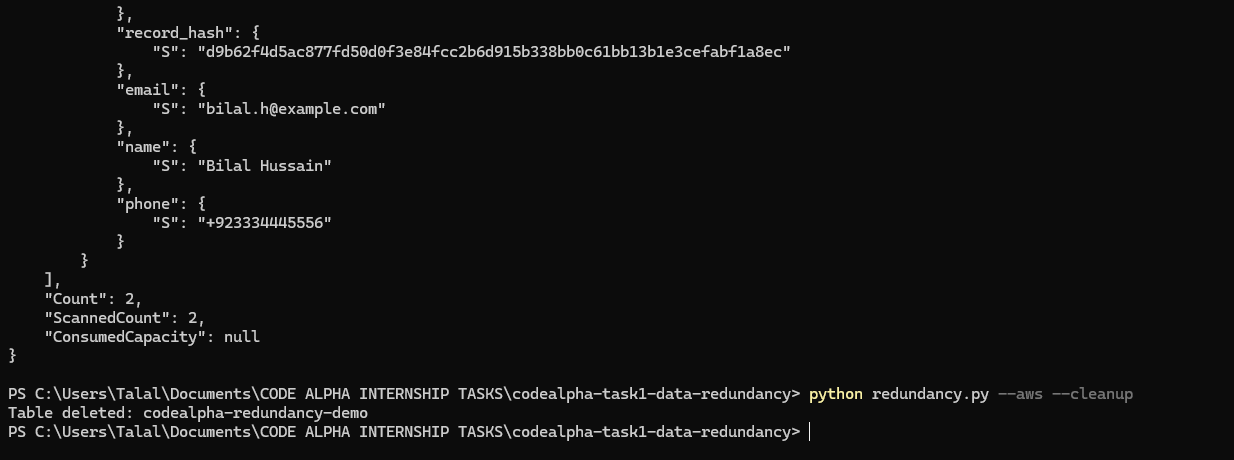 },
"record_hash": {
"S": "d9b62f4d5ac877fd50d0f3e84fcc2b6d915b338bb0c61bb13b1e3cefabf1a8ec"
},
"email": {
"S": "bilal.h@example.com"
},
"name": {
"S": "Bilal Hussain"
},
"phone": {
"S": "+923334445556"
}
}
],
"Count": 2,
"ScannedCount": 2,
"ConsumedCapacity": null
}
PS C:\Users\Talal\Documents\CODE ALPHA INTERNSHIP TASKS\codealpha-task1-data-redundancy> python redundancy.py --aws --cleanup
Table deleted: codealpha-redundancy-demo
PS C:\Users\Talal\Documents\CODE ALPHA INTERNSHIP TASKS\codealpha-task1-data-redundancy>